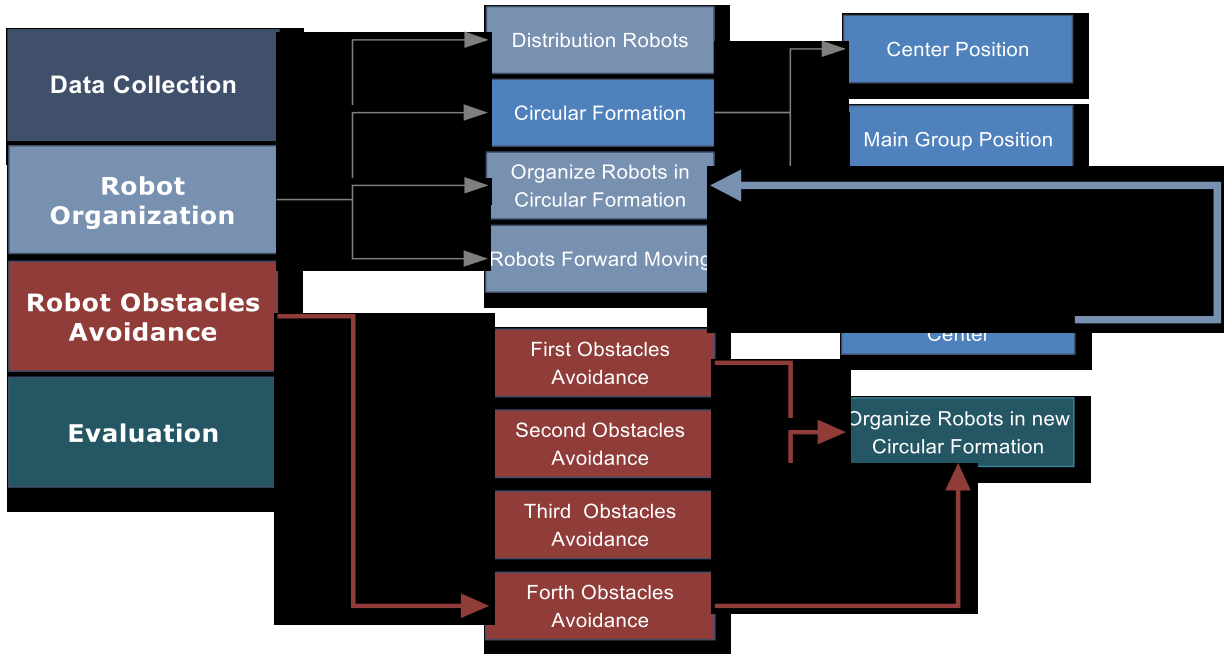 Data Collection
Robot
Organization
Robot Obstacles
Avoidance
Evaluation
Distribution Robots
Circular Formation
Organize Robots in
Circular Formation
Robots Forward Moving
First Obstacles
Avoidance
Second Obstacles
Avoidance
Third Obstacles
Avoidance
Forth Obstacles
Avoidance
Center Position
Main Group Position
Center
Organize Robots in new
Circular Formation